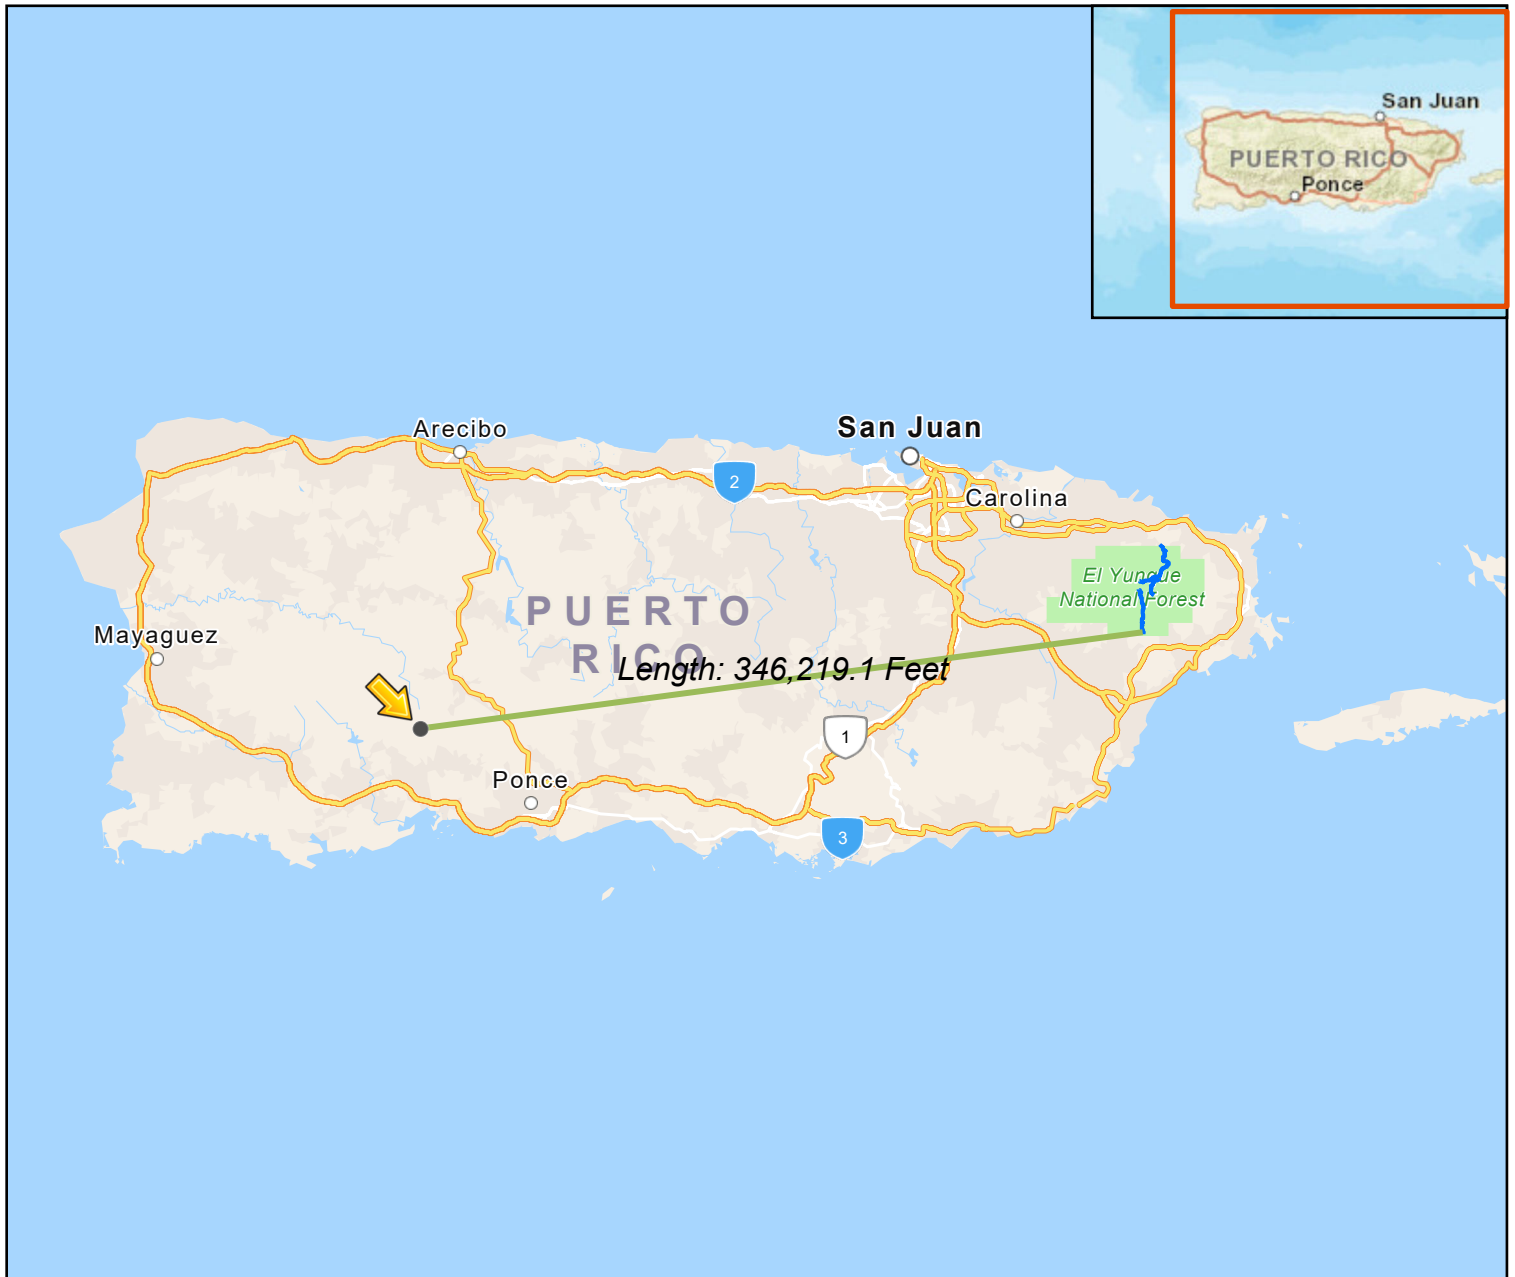 San Juan
PUERTO RICO
Ponce
Arecibo
San Juan
2
Carolina
El Yunque
National Forest
PUERTO
RICO
Mayaguez
Length: 346,219.1 Feet
1
Ponce
3